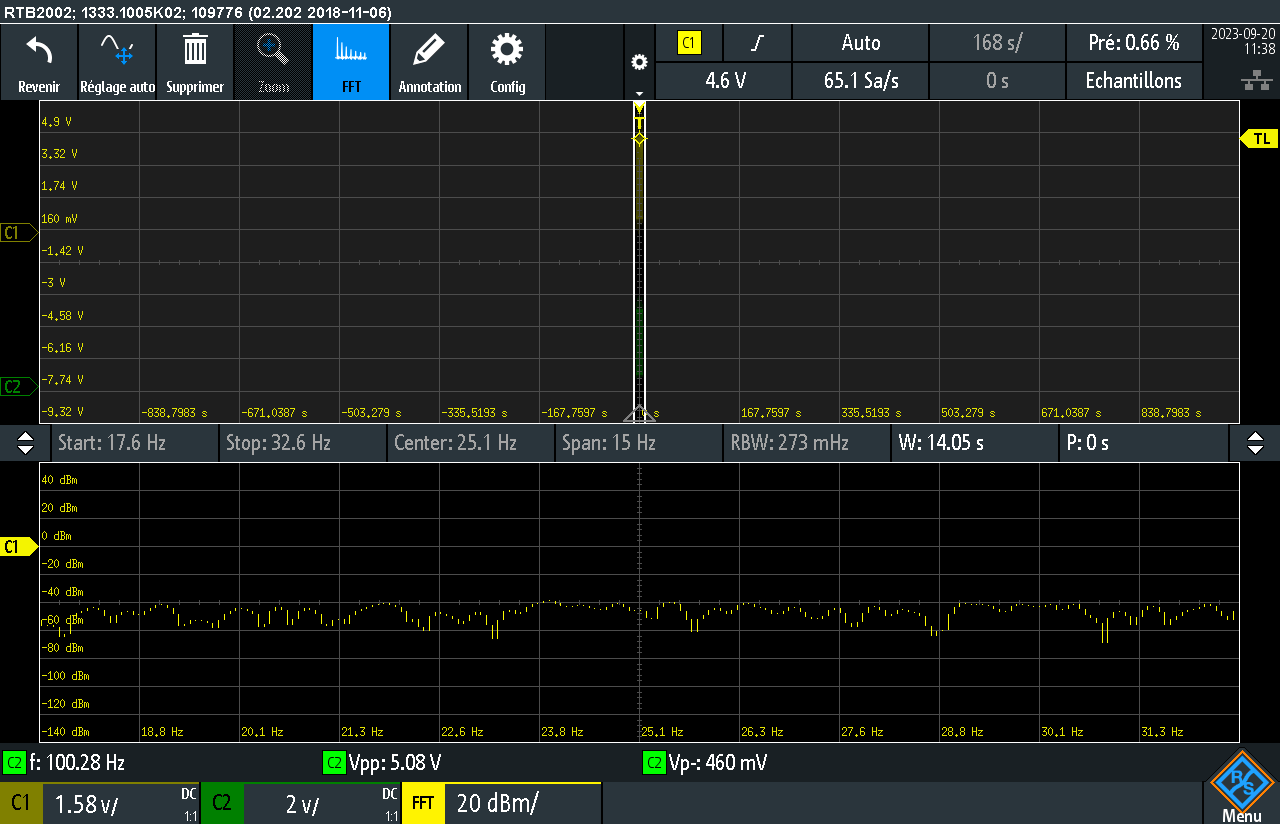 RTB2002; 1333.1005K02; 109776 (02.202 2018-11-06)
Revenir
Réglage auto
Supprimer
Zoom
FFT
Annotation
Config
C1
Auto
168 s/
Pré: 0.66 %
2023-09-20
11:38
4.6 V
65.1 Sa/s
0 s
Echantillons
T
TL
4.9 V
3.32 V
1.74 V
160 mV
C1
-1.42 V
-3 V
-4.58 V
-6.16 V
C2
-7.74 V
-9.32 V
-838.7983 s
-671.0387 s
-503.279 s
-335.5193 s
-167.7597 s
0 s
167.7597 s
335.5193 s
503.279 s
671.0387 s
838.7983 s
Start: 17.6 Hz
Stop: 32.6 Hz
Center: 25.1 Hz
Span: 15 Hz
RBW: 273 mHz
W: 14.05 s
P: 0 s
40 dBm
20 dBm
0 dBm
C1
-20 dBm
-40 dBm
-60 dBm
-80 dBm
-100 dBm
-120 dBm
-140 dBm
18.8 Hz
20.1 Hz
21.3 Hz
22.6 Hz
23.8 Hz
25.1 Hz
26.3 Hz
27.6 Hz
28.8 Hz
30.1 Hz
31.3 Hz
C2 f: 100.28 Hz
C2 Vpp: 5.08 V
C2 Vp-: 460 mV
C1
1.58 v/
DC
1:1
C2
2 v/
DC
1:1
FFT
20 dBm/
R&S
Menu